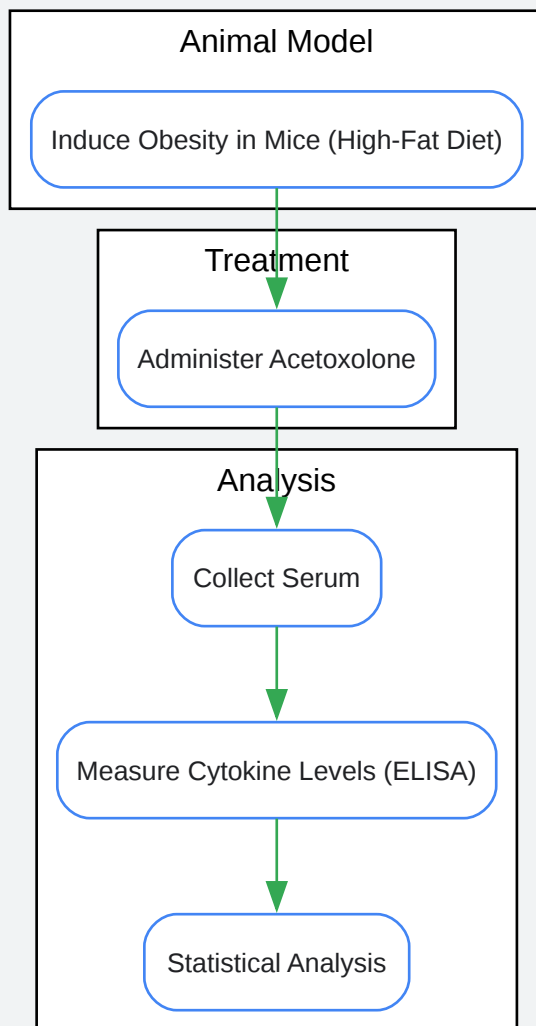 Animal Model
Induce Obesity in Mice (High-Fat Diet)
Treatment
Administer Acetoxolone
Analysis
Collect Serum
Measure Cytokine Levels (ELISA)
Statistical Analysis